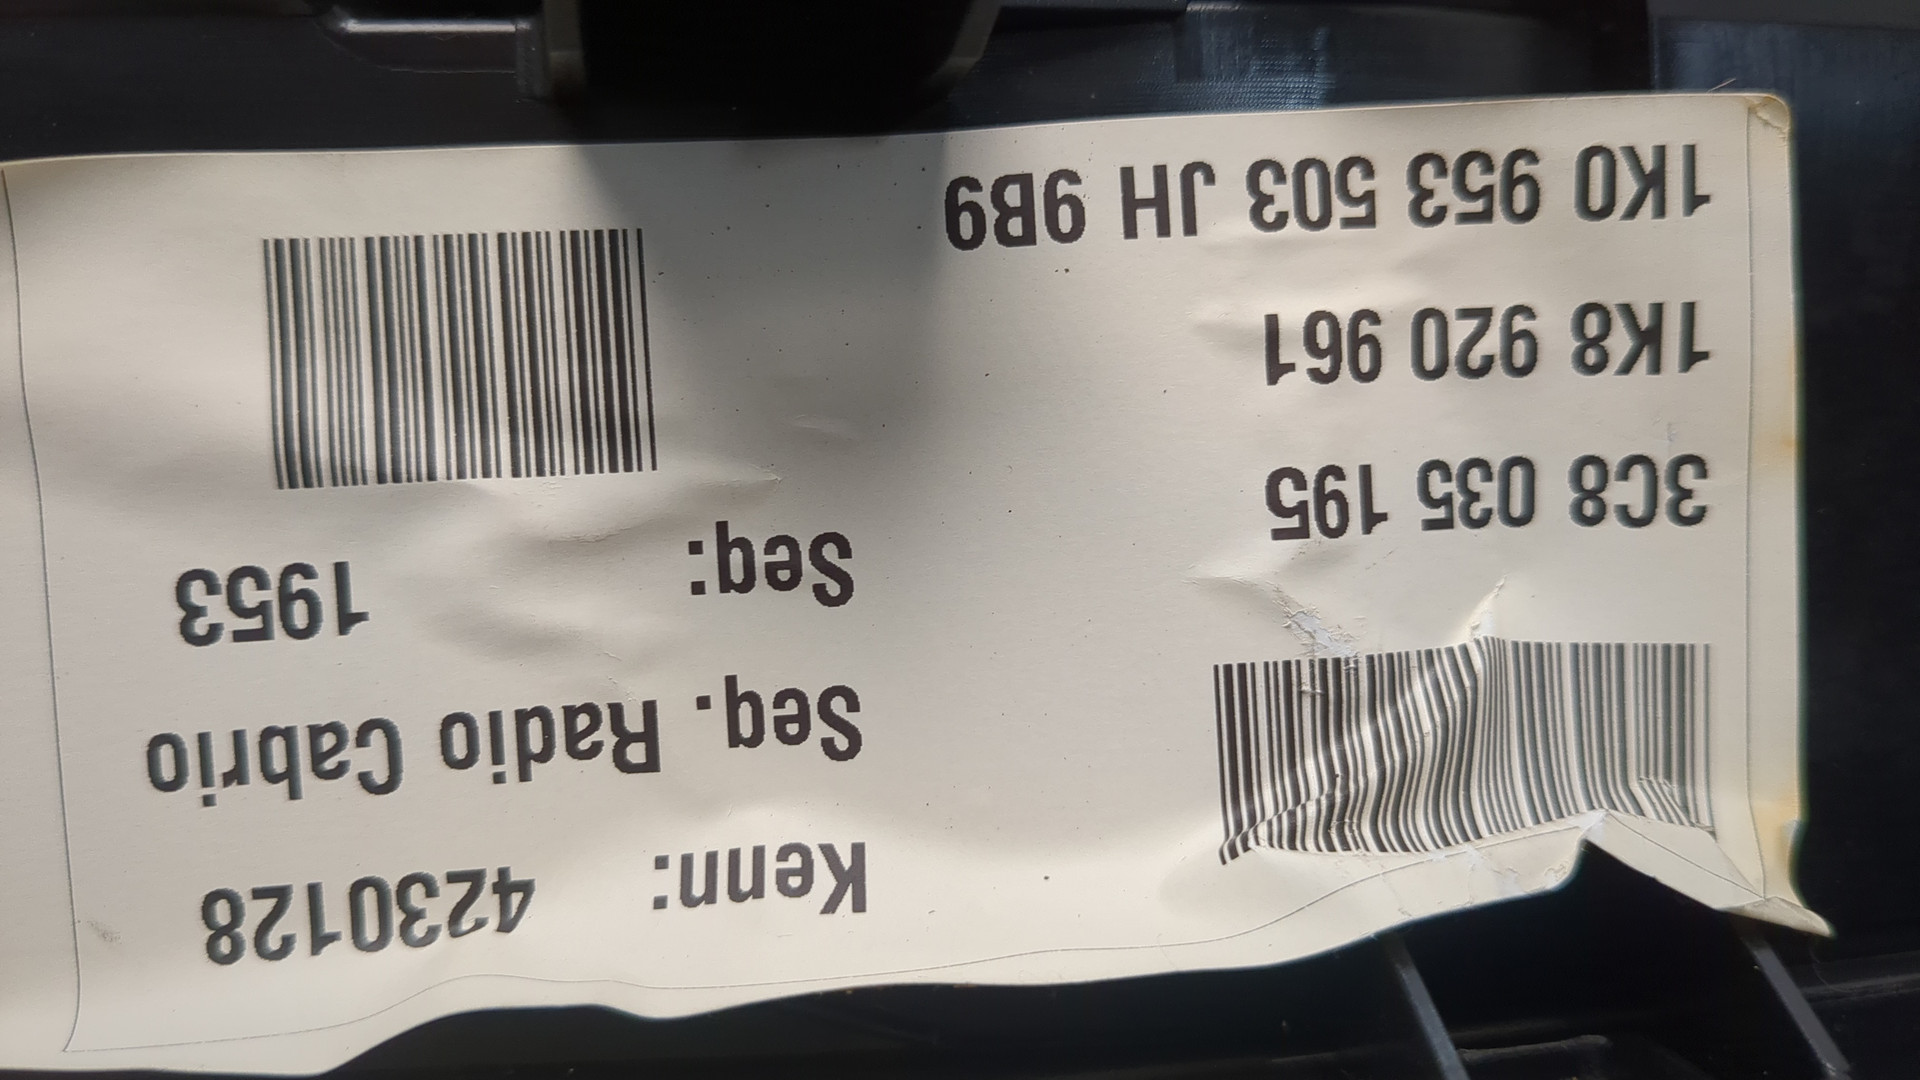 Kenn: 4230128
Seq. Radio Cabrio
Seq: 1953
3C8 035 195
1K8 920 961
1K0 953 503 JH 9B9